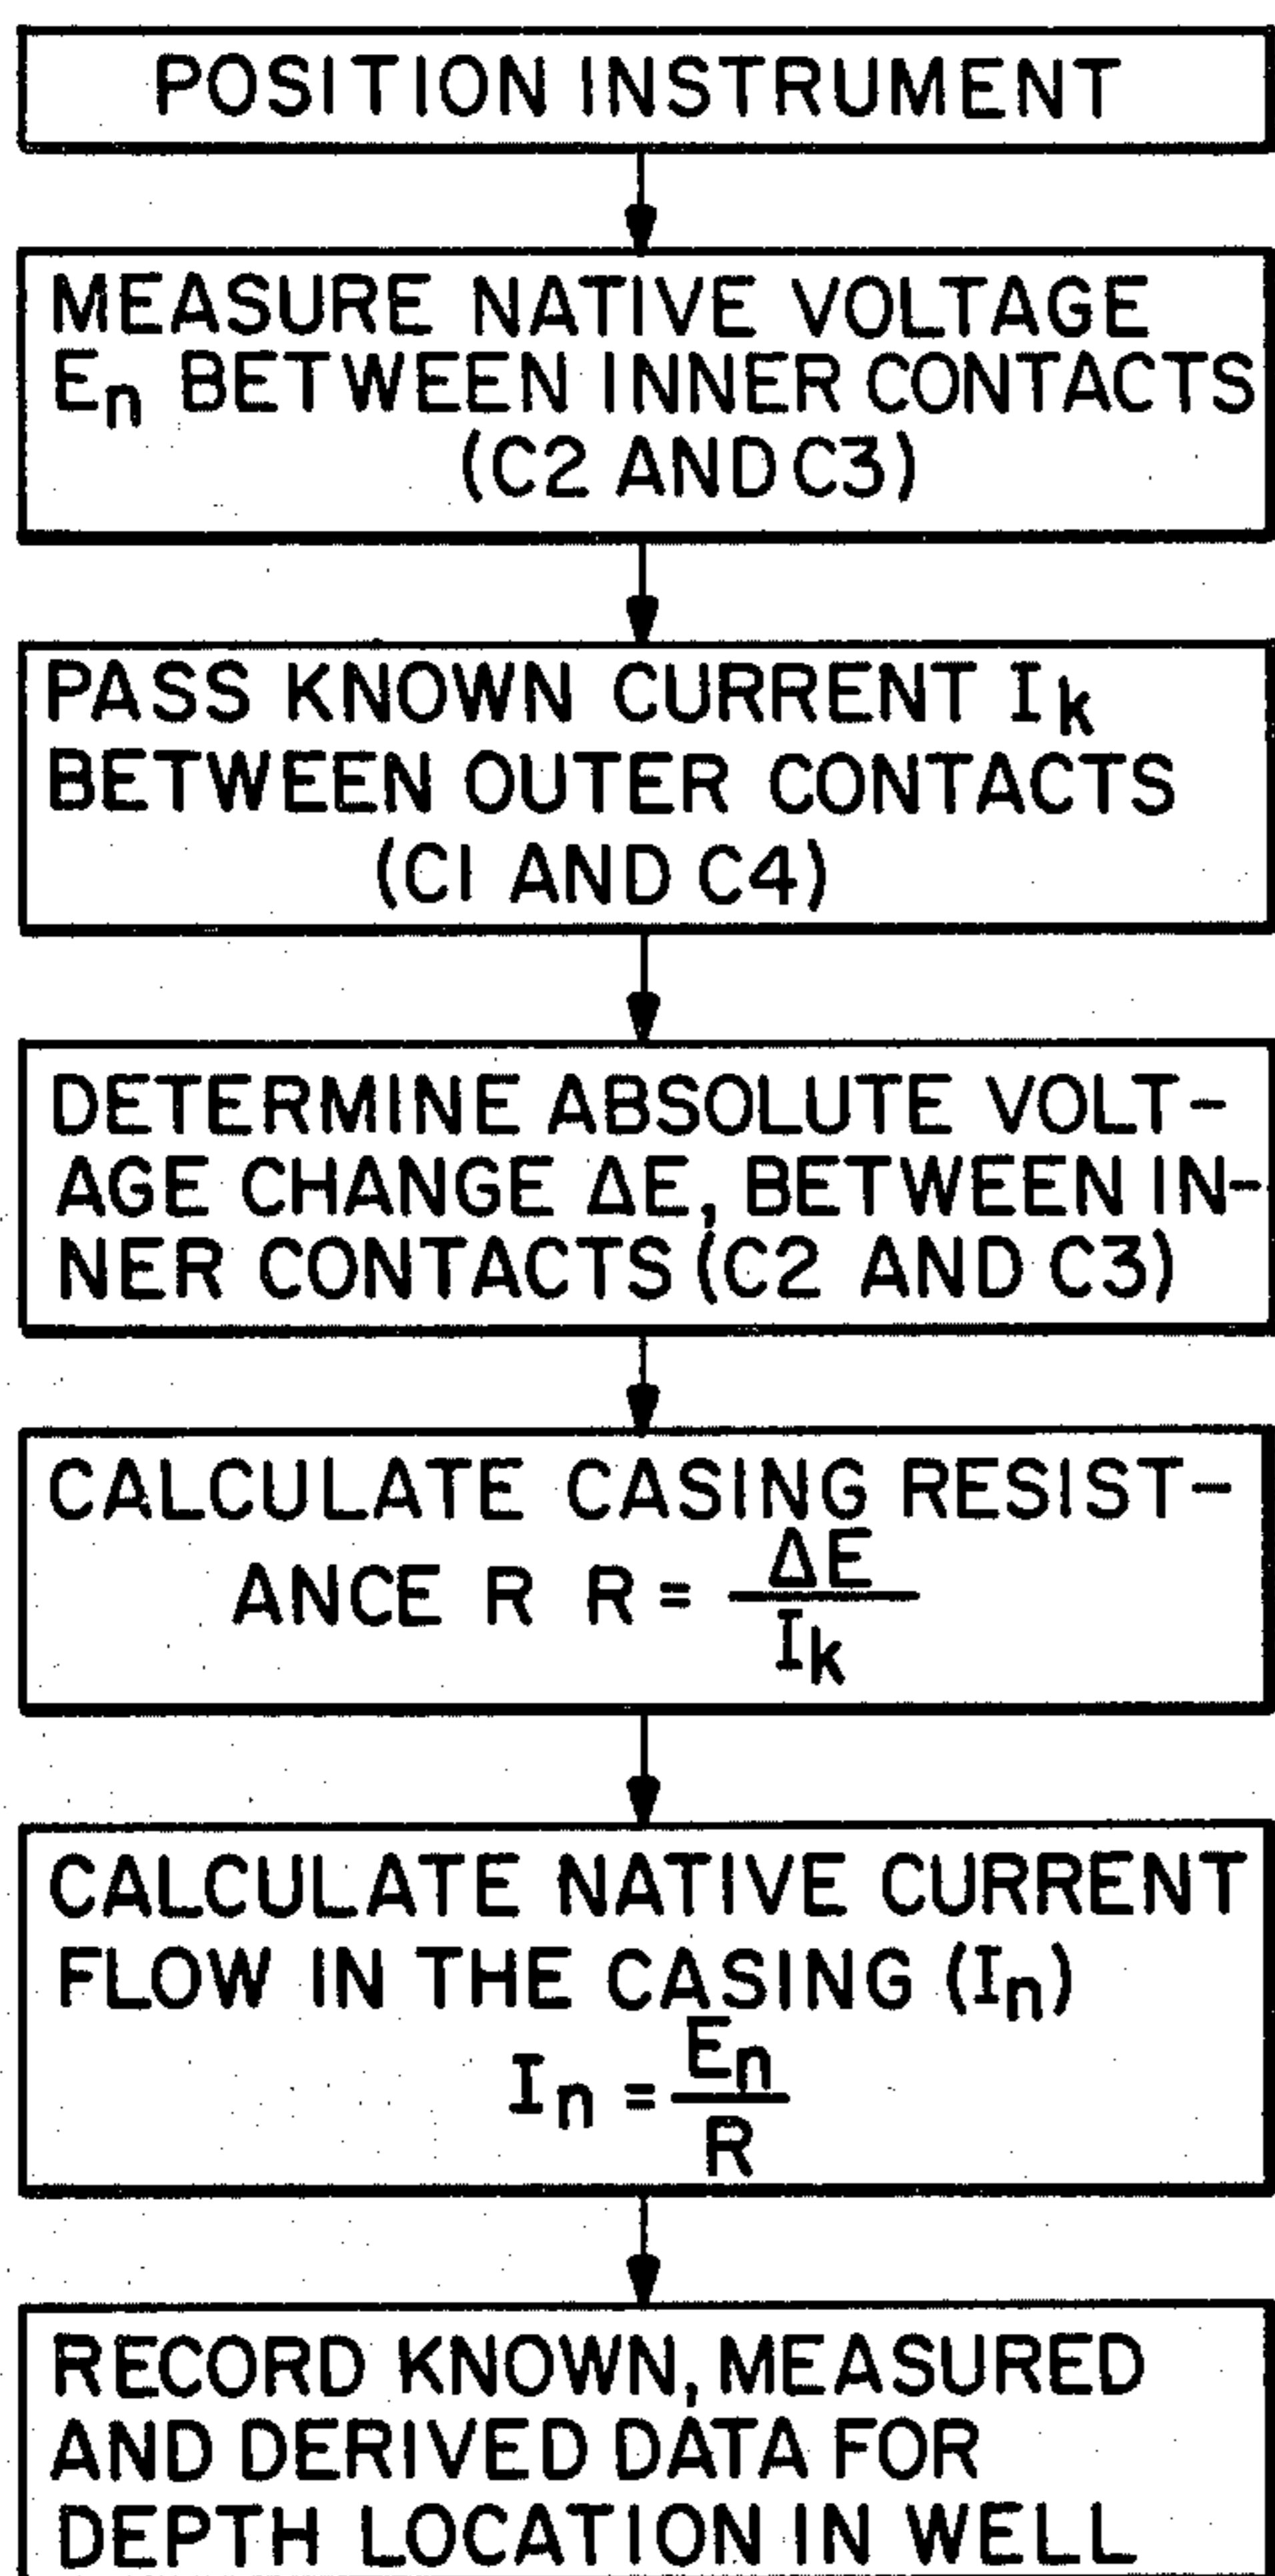 POSITION INSTRUMENT
MEASURE NATIVE VOLTAGE
En BETWEEN INNER CONTACTS
(C2 AND C3)
PASS KNOWN CURRENT Ik
BETWEEN OUTER CONTACTS
(C1 AND C4)
DETERMINE ABSOLUTE VOLT-
AGE CHANGE ΔE, BETWEEN IN-
NER CONTACTS (C2 AND C3)
CALCULATE CASING RESIST-
ANCE R R = ΔE / Ik
CALCULATE NATIVE CURRENT
FLOW IN THE CASING (In)
In = En / R
RECORD KNOWN, MEASURED
AND DERIVED DATA FOR
DEPTH LOCATION IN WELL